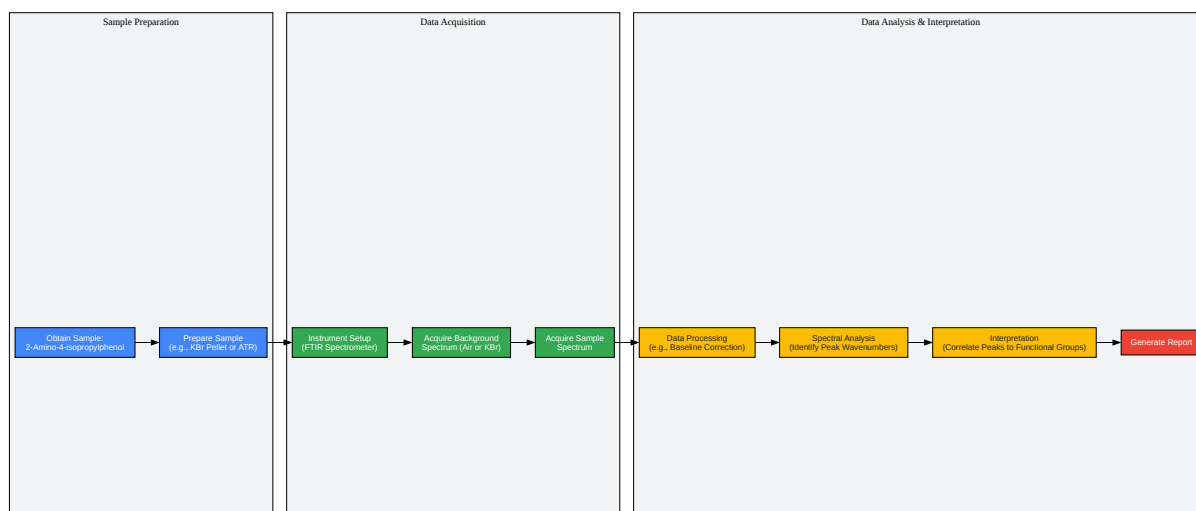 Sample Preparation
Data Acquisition
Data Analysis & Interpretation
Obtain Sample:
2-Amino-4-isopropylphenol
Prepare Sample
(e.g., KBr Pellet or ATR)
Instrument Setup
(FTIR Spectrometer)
Acquire Background
Spectrum (Air or KBr)
Acquire Sample
Spectrum
Data Processing
(e.g., Baseline Correction)
Spectral Analysis
(Identify Peak Wavenumbers)
Interpretation
(Correlate Peaks to Functional Groups)
Generate Report